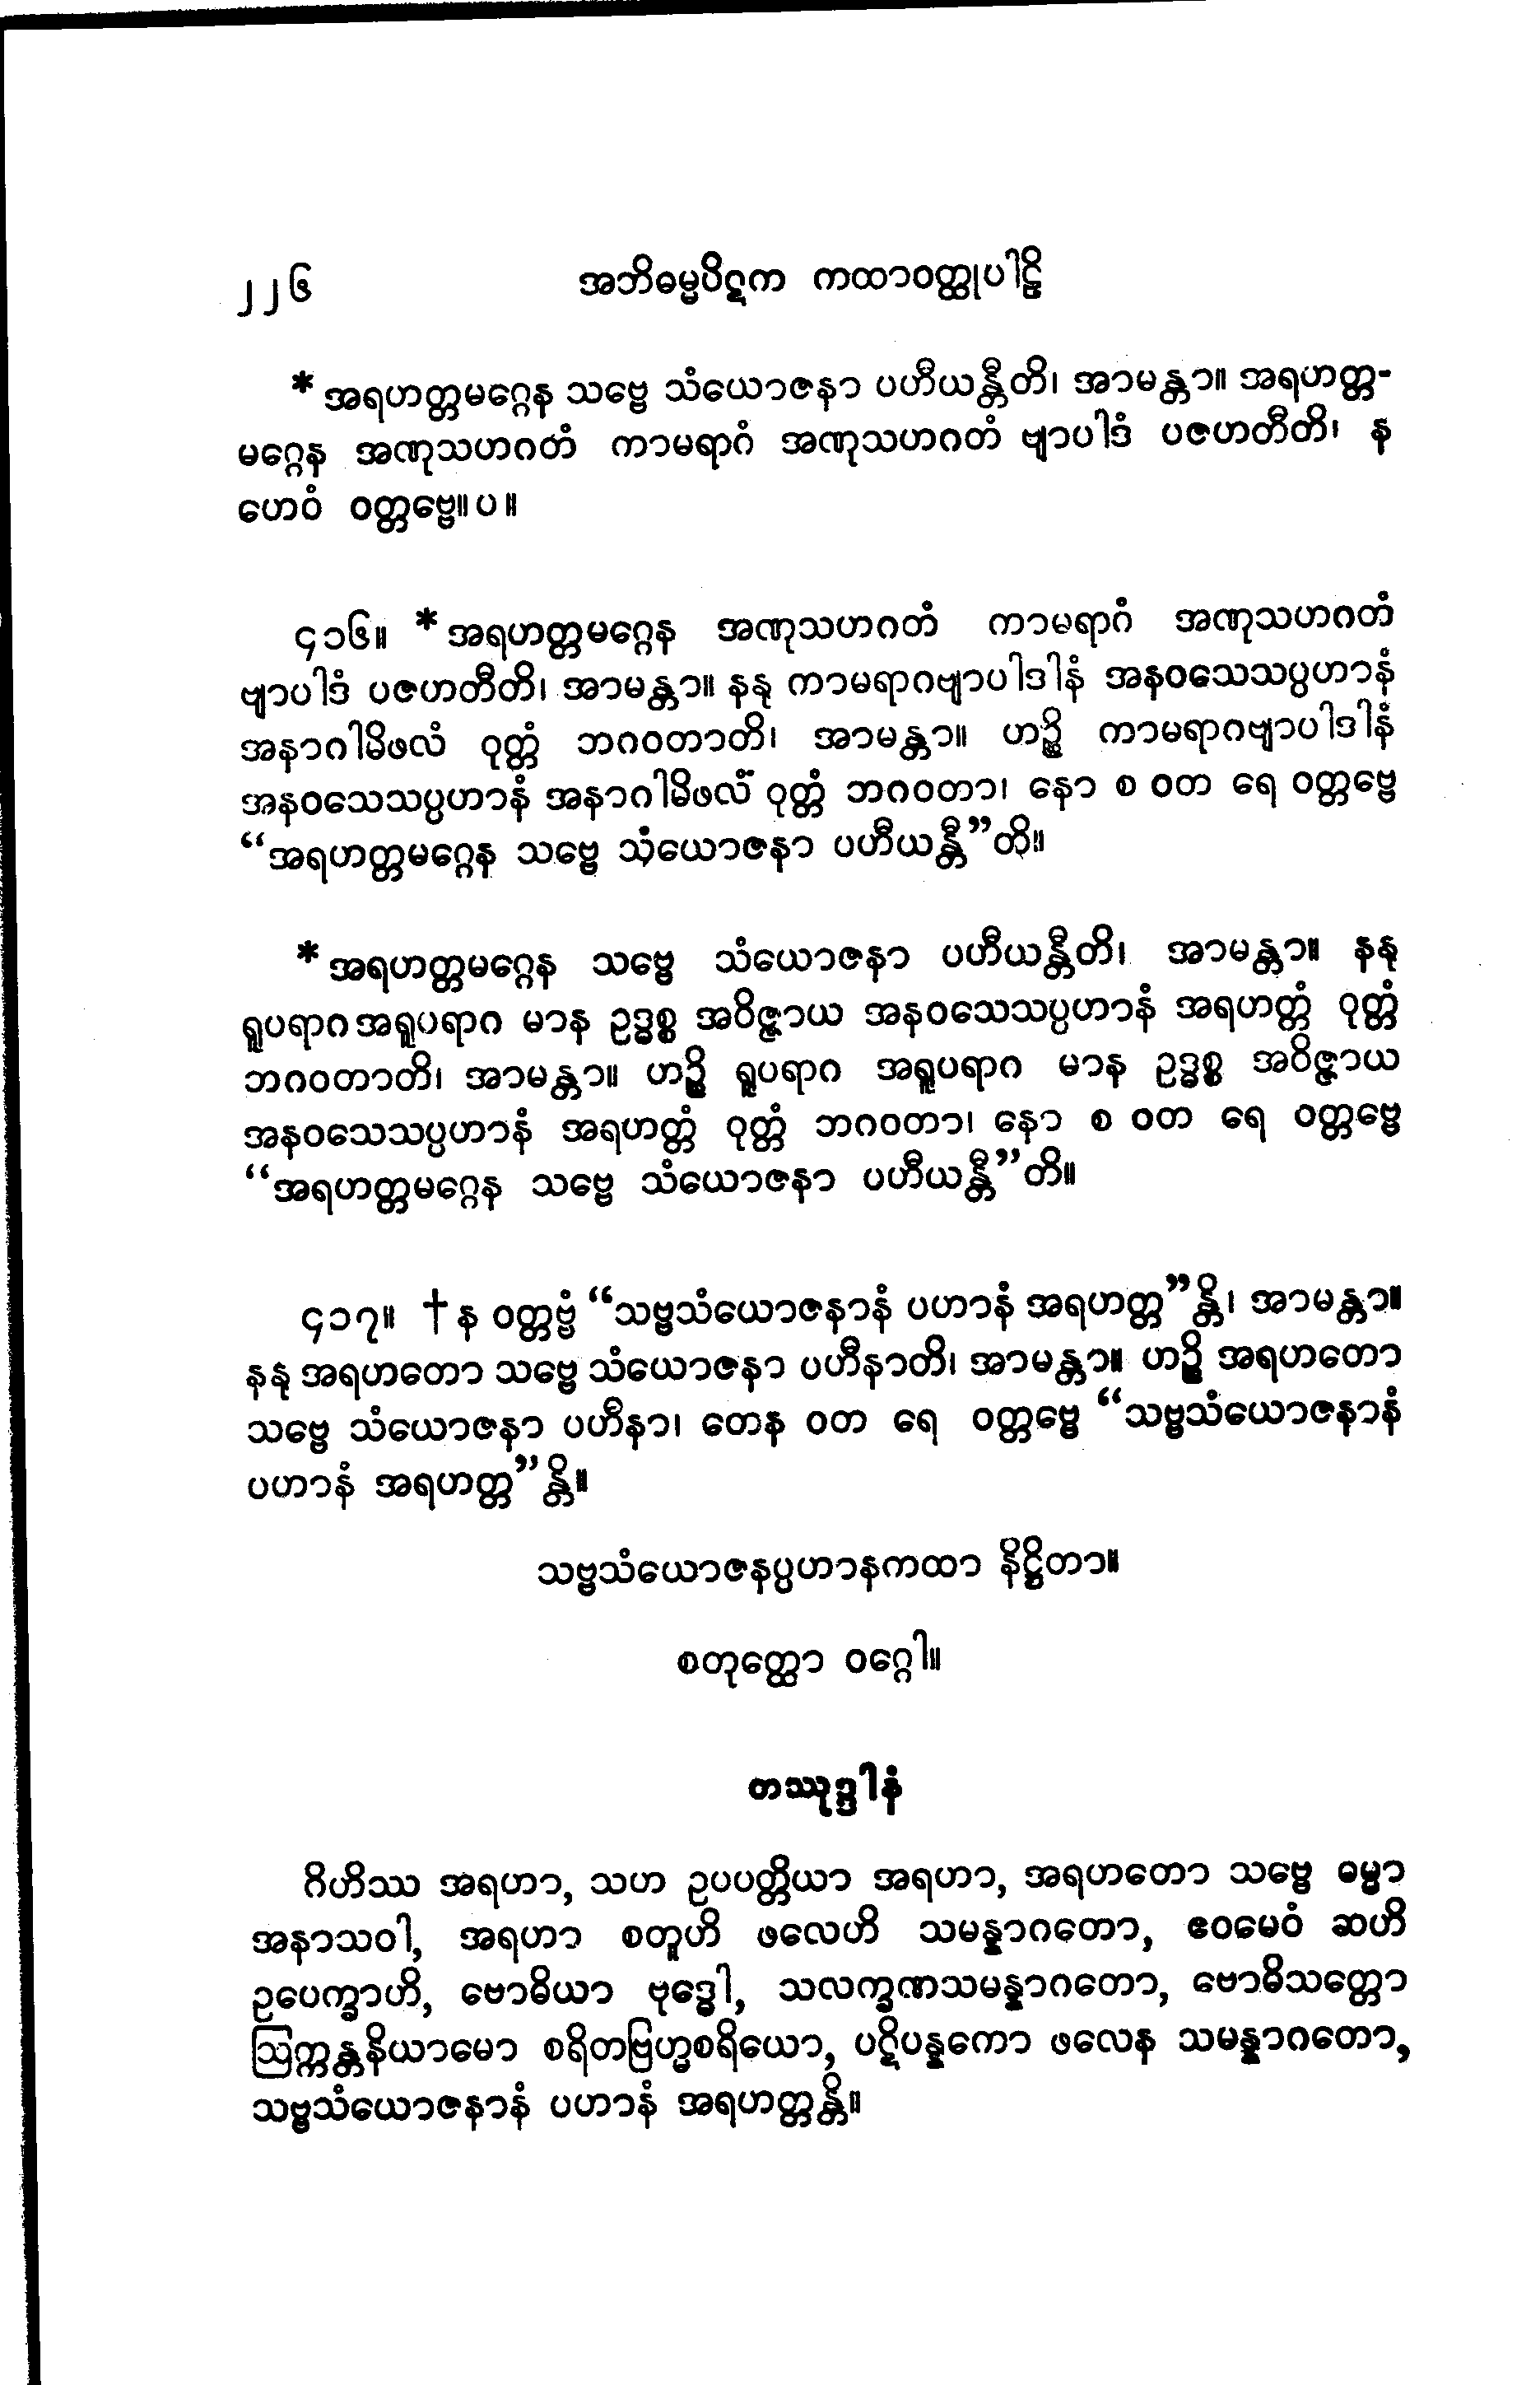 ၂၂၆ အဘိဓမ္မပိဋက ကထာဝတ္ထုပါဠိ
* အရဟတ္တမဂ္ဂေန သဗ္ဗေ သံယောဇနာ ပဟီယန္တီတိ၊ အာမန္တာ။ အရဟတ္တ-
မဂ္ဂေန အဏုသဟဂတံ ကာမရာဂံ အဏုသဟဂတံ ဗျာပါဒံ ပဇဟတီတိ၊ န
ဟေဝံ ဝတ္တဗ္ဗေ။ ပ ။
၄၁၆။ * အရဟတ္တမဂ္ဂေန အဏုသဟဂတံ ကာမရာဂံ အဏုသဟဂတံ
ဗျာပါဒံ ပဇဟတီတိ၊ အာမန္တာ။ နနု ကာမရာဂဗျာပါဒါနံ အနဝသေသပ္ပဟာနံ
အနာဂါမိဖလံ ဝုတ္တံ ဘဂဝတာတိ၊ အာမန္တာ။ ဟဉ္စိ ကာမရာဂဗျာပါဒါနံ
အနဝသေသပ္ပဟာနံ အနာဂါမိဖလံ ဝုတ္တံ ဘဂဝတာ၊ နော စ ဝတ ရေ ဝတ္တဗ္ဗေ
“အရဟတ္တမဂ္ဂေန သဗ္ဗေ သံယောဇနာ ပဟီယန္တီ”တိ။
* အရဟတ္တမဂ္ဂေန သဗ္ဗေ သံယောဇနာ ပဟီယန္တီတိ၊ အာမန္တာ။ နနု
ရူပရာဂ အရူပရာဂ မာန ဥဒ္ဓစ္စ အဝိဇ္ဇာယ အနဝသေသပ္ပဟာနံ အရဟတ္တံ ဝုတ္တံ
ဘဂဝတာတိ၊ အာမန္တာ။ ဟဉ္စိ ရူပရာဂ အရူပရာဂ မာန ဥဒ္ဓစ္စ အဝိဇ္ဇာယ
အနဝသေသပ္ပဟာနံ အရဟတ္တံ ဝုတ္တံ ဘဂဝတာ၊ နော စ ဝတ ရေ ဝတ္တဗ္ဗေ
“အရဟတ္တမဂ္ဂေန သဗ္ဗေ သံယောဇနာ ပဟီယန္တီ”တိ။
၄၁၇။ † န ဝတ္တဗ္ဗံ “သဗ္ဗသံယောဇနာနံ ပဟာနံ အရဟတ္တ”န္တိ၊ အာမန္တာ။
နနု အရဟတော သဗ္ဗေ သံယောဇနာ ပဟီနာတိ၊ အာမန္တာ။ ဟဉ္စိ အရဟတော
သဗ္ဗေ သံယောဇနာ ပဟီနာ၊ တေန ဝတ ရေ ဝတ္တဗ္ဗေ “သဗ္ဗသံယောဇနာနံ
ပဟာနံ အရဟတ္တ”န္တိ။
သဗ္ဗသံယောဇနပ္ပဟာနကထာ နိဋ္ဌိတာ။
စတုတ္ထော ဝဂ္ဂေါ။
တဿုဒ္ဒါနံ
ဂိဟိဿ အရဟာ, သဟ ဥပပတ္တိယာ အရဟာ, အရဟတော သဗ္ဗေ ဓမ္မာ
အနာသဝါ, အရဟာ စတူဟိ ဖလေဟိ သမန္နာဂတော, ဧဝမေဝံ ဆဟိ
ဥပေက္ခာဟိ, ဗောဓိယာ ဗုဒ္ဓေါ, သလက္ခဏသမန္နာဂတော, ဗောဓိသတ္တော
ဩက္ကန္တနိယာမော စရိတဗြဟ္မစရိယော, ပဋိပန္နကော ဖလေန သမန္နာဂတော,
သဗ္ဗသံယောဇနာနံ ပဟာနံ အရဟတ္တန္တိ။